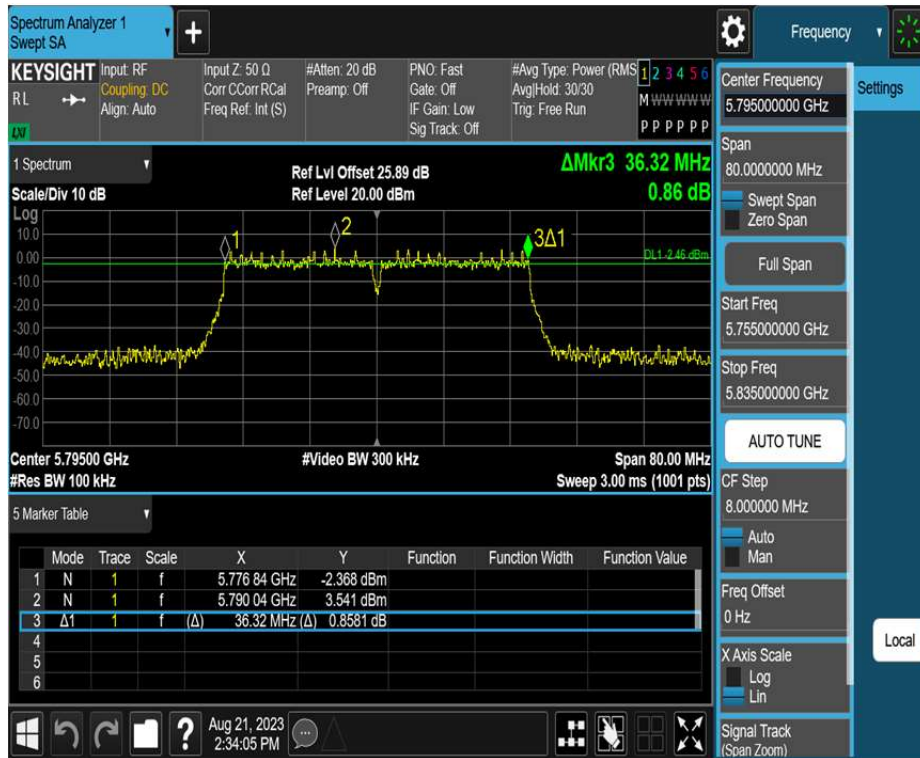 Spectrum Analyzer 1
Swept SA
+
Frequency
KEYSIGHT
RL
LXI
Input: RF
Coupling: DC
Align: Auto
Input Z: 50 Ω
Corr CCorr RCal
Freq Ref: Int (S)
#Atten: 20 dB
Preamp: Off
PNO: Fast
Gate: Off
IF Gain: Low
Sig Track: Off
#Avg Type: Power (RMS
Avg|Hold: 30/30
Trig: Free Run
1 2 3 4 5 6
M W W W W W
P P P P P P
1 Spectrum
Scale/Div 10 dB
Ref Lvl Offset 25.89 dB
Ref Level 20.00 dBm
ΔMkr3 36.32 MHz
0.86 dB
Log
10.0
0.00
-10.0
-20.0
-30.0
-40.0
-50.0
-60.0
-70.0
1
2
3Δ1
DL1 -2.46 dBm
Center 5.79500 GHz
#Res BW 100 kHz
#Video BW 300 kHz
Span 80.00 MHz
Sweep 3.00 ms (1001 pts)
5 Marker Table
Mode Trace Scale X Y Function Function Width Function Value
1 N 1 f 5.776 84 GHz -2.368 dBm
2 N 1 f 5.790 04 GHz 3.541 dBm
3 Δ1 1 f (Δ) 36.32 MHz (Δ) 0.8581 dB
4
5
6
Aug 21, 2023
2:34:05 PM
?
Center Frequency
5.795000000 GHz
Settings
Span
80.0000000 MHz
Swept Span
Zero Span
Full Span
Start Freq
5.755000000 GHz
Stop Freq
5.835000000 GHz
AUTO TUNE
CF Step
8.000000 MHz
Auto
Man
Freq Offset
0 Hz
X Axis Scale
Log
Lin
Local
Signal Track
(Span Zoom)